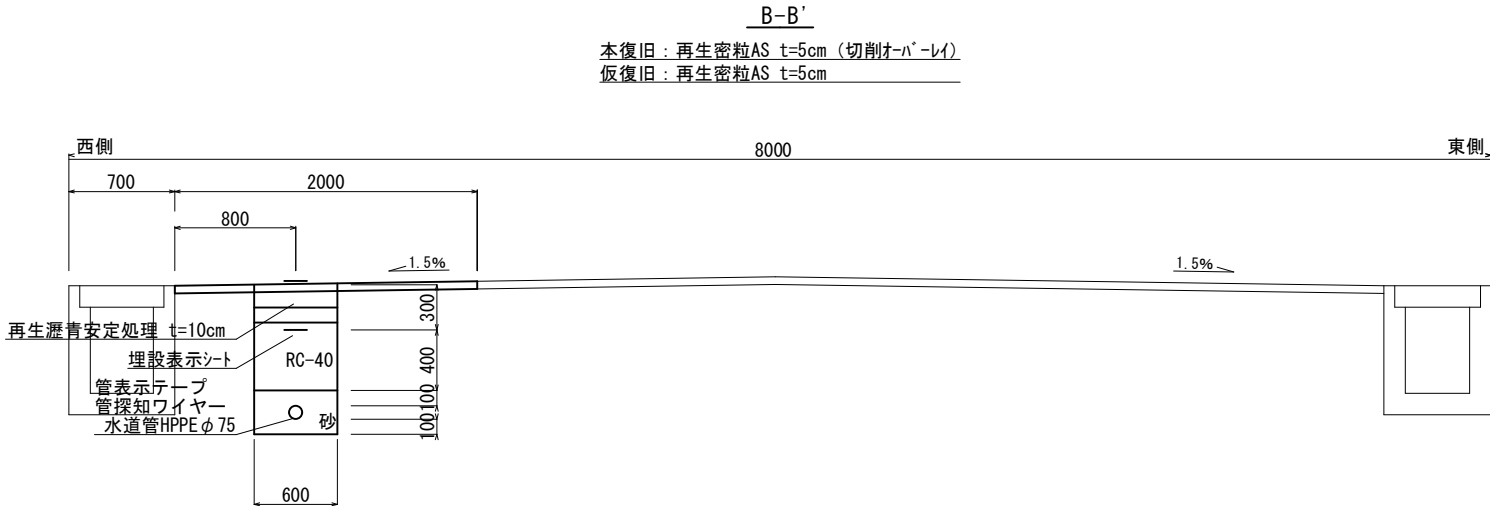 B-B'
本復旧：再生密粒AS t=5cm（切削ｵｰﾊﾞｰﾚｲ）
仮復旧：再生密粒AS t=5cm
西側
8000
東側
700
2000
800
1.5%
1.5%
300
再生瀝青安定処理 t=10cm
埋設表示ｼｰﾄ
RC-40
400
管表示テープ
管探知ワイヤー
100
水道管HPPEφ75
砂
100
600